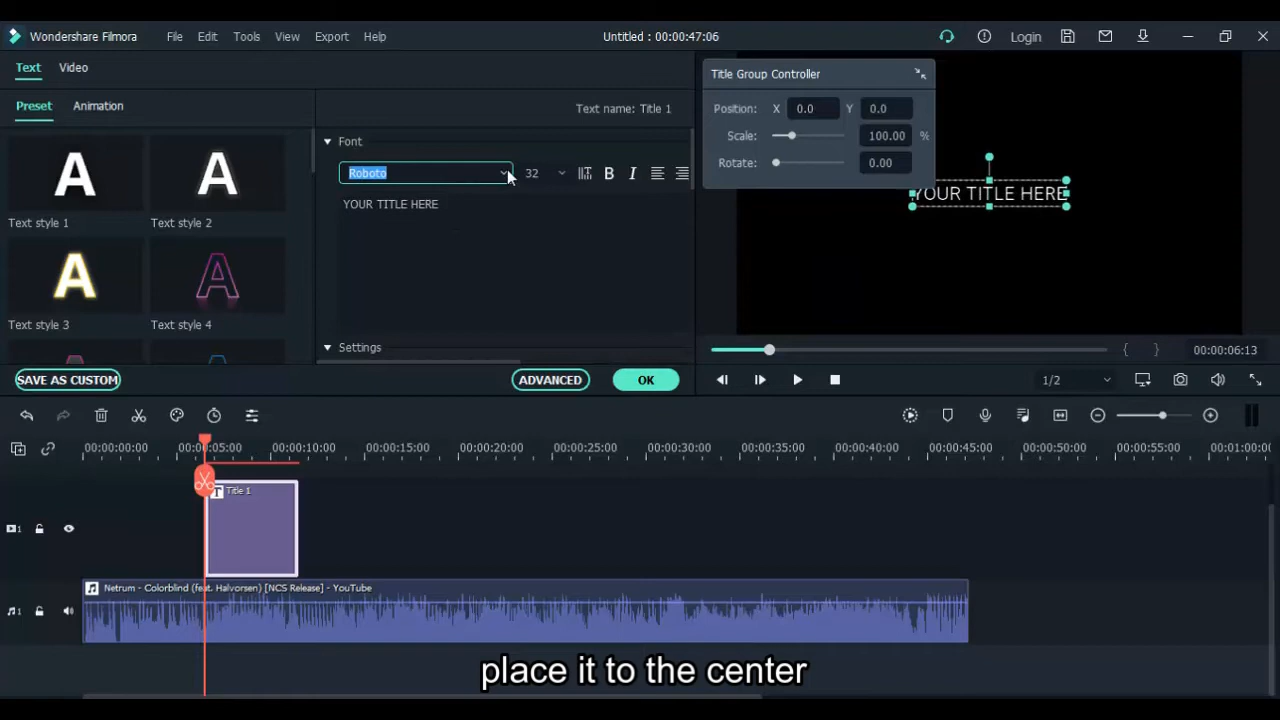 Wondershare Filmora File Edit Tools View Export Help Untitled : 00:00:47:06 Login
Text Video
Preset Animation
Text name: Title 1
Font
Roboto 32 B I
YOUR TITLE HERE
A A
Text style 1 Text style 2
A A
Text style 3 Text style 4
Settings
SAVE AS CUSTOM ADVANCED OK
Title Group Controller
Position: X 0.0 Y 0.0
Scale: 100.00 %
Rotate: 0.00
YOUR TITLE HERE
{ } 00:00:06:13
1/2
00:00:00:00 00:00:05:00 00:00:10:00 00:00:15:00 00:00:20:00 00:00:25:00 00:00:30:00 00:00:35:00 00:00:40:00 00:00:45:00 00:00:50:00 00:00:55:00 00:01:00:00
T Title 1
1
Netrum - Colorblind (feat. Halvorsen) [NCS Release] - YouTube
1
place it to the center